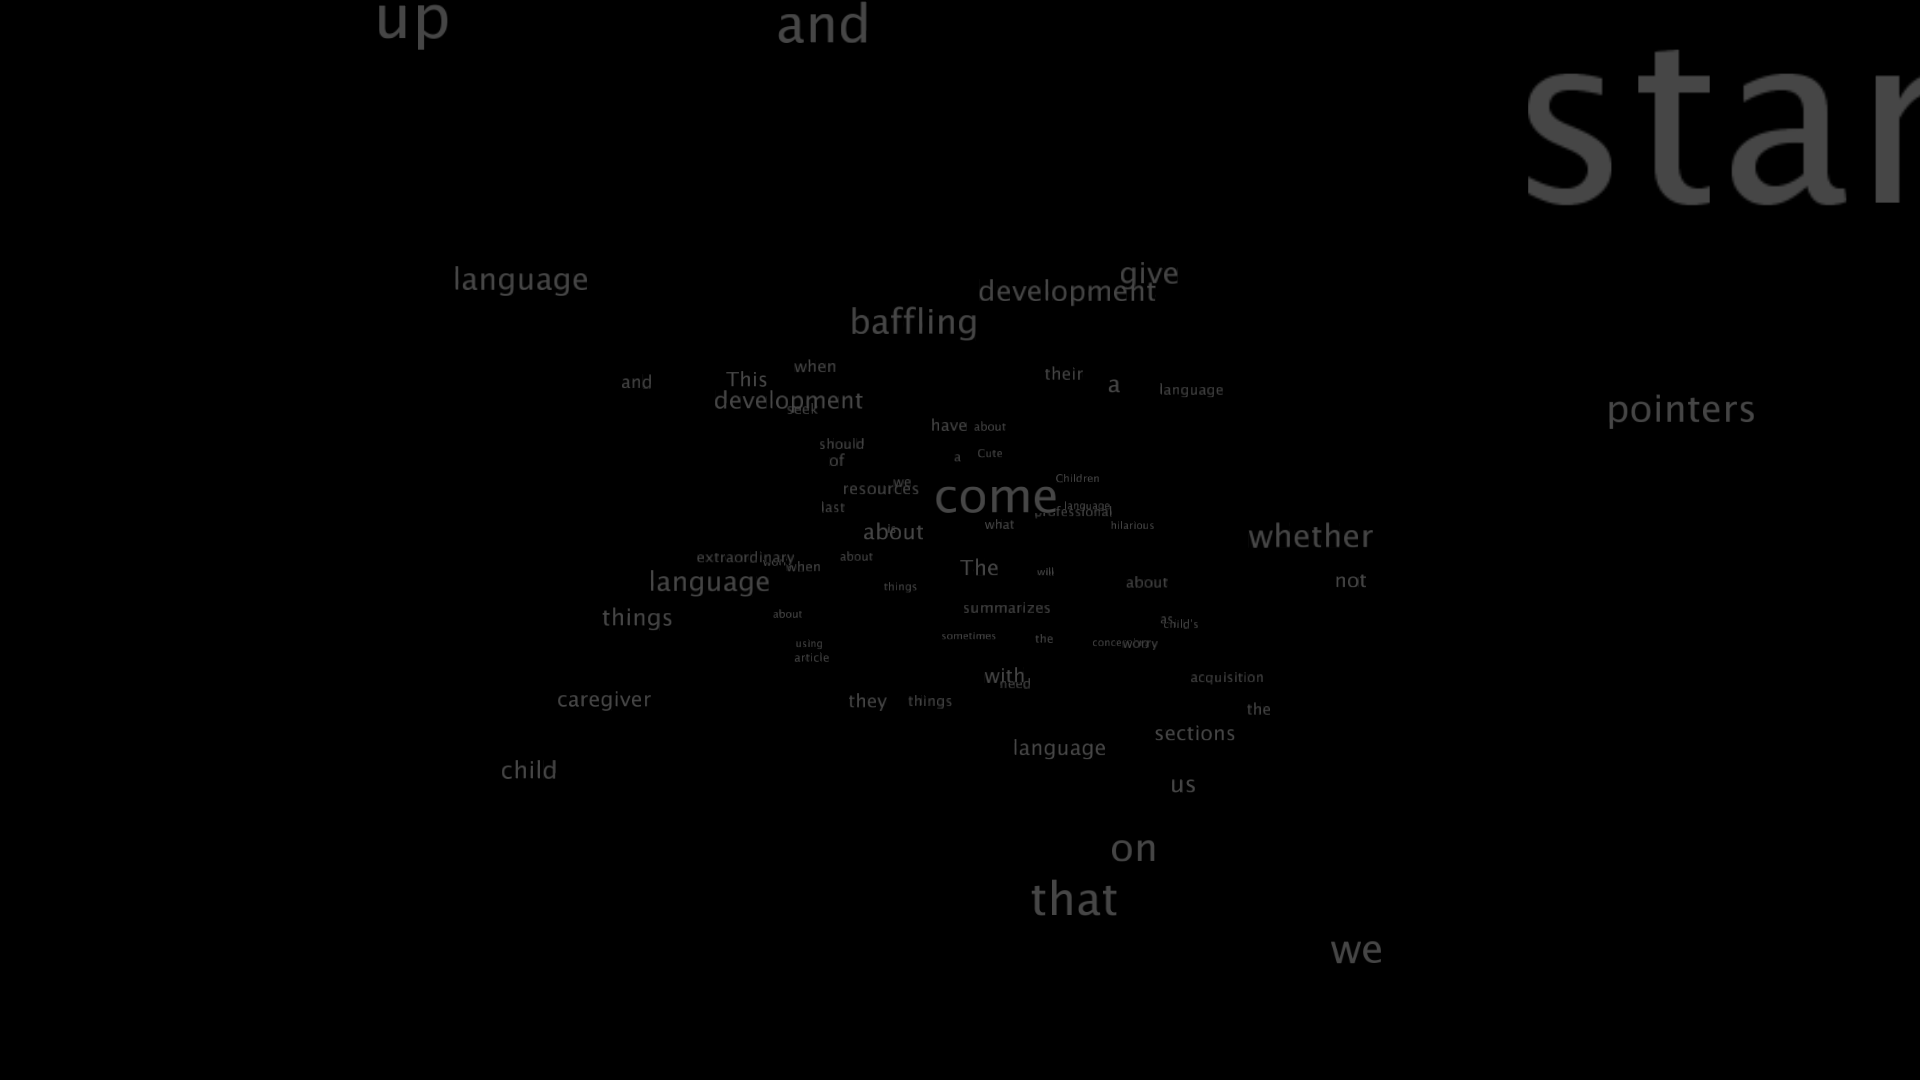 up
and
star
language
give
development
baffling
when
their
This
and
a
language
development
seek
pointers
have
about
should
a
Cute
of
Children
we
resources
come
language
last
professional
what
hilarious
is
about
whether
extraordinary
about
worry
when
The
will
language
not
about
things
summarizes
things
about
as
child's
sometimes
the
using
worry
article
with
need
acquisition
caregiver
they
things
the
sections
language
child
us
on
that
we